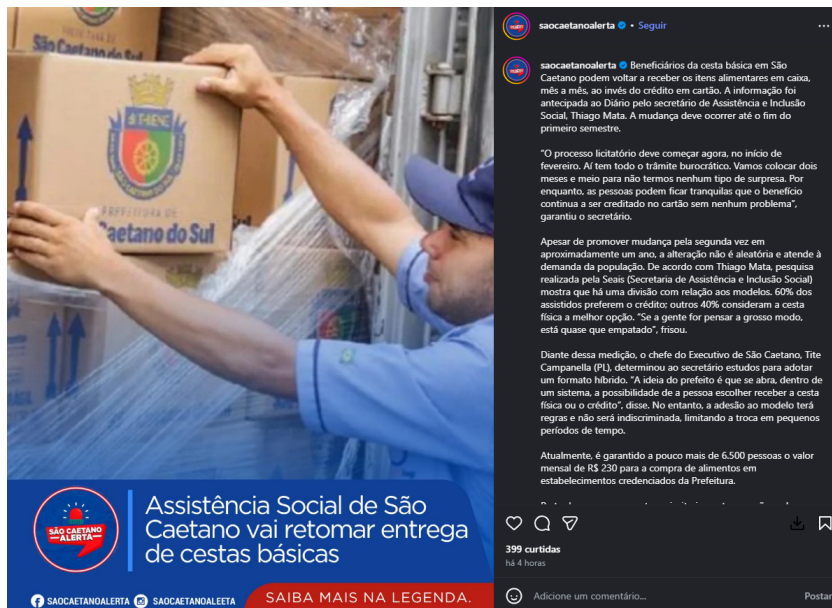 São Caetano do Sul
S THIENE
PREFEITURA DE
Caetano do Sul
SÃO CAETANO
ALERTA
Assistência Social de São
Caetano vai retomar entrega
de cestas básicas
SAOCAETANOALERTA SAOCAETANOALEETA
SAIBA MAIS NA LEGENDA.
saocaetanoalerta • Seguir
saocaetanoalerta Beneficiários da cesta básica em São
Caetano podem voltar a receber os itens alimentares em caixa,
mês a mês, ao invés do crédito em cartão. A informação foi
antecipada ao Diário pelo secretário de Assistência e Inclusão
Social, Thiago Mata. A mudança deve ocorrer até o fim do
primeiro semestre.
"O processo licitatório deve começar agora, no início de
fevereiro. Aí tem todo o trâmite burocrático. Vamos colocar dois
meses e meio para não termos nenhum tipo de surpresa. Por
enquanto, as pessoas podem ficar tranquilas que o benefício
continua a ser creditado no cartão sem nenhum problema",
garantiu o secretário.
Apesar de promover mudança pela segunda vez em
aproximadamente um ano, a alteração não é aleatória e atende à
demanda da população. De acordo com Thiago Mata, pesquisa
realizada pela Seais (Secretaria de Assistência e Inclusão Social)
mostra que há uma divisão com relação aos modelos. 60% dos
assistidos preferem o crédito; outros 40% consideram a cesta
física a melhor opção. "Se a gente for pensar a grosso modo,
está quase que empatado", frisou.
Diante dessa medição, o chefe do Executivo de São Caetano, Tite
Campanella (PL), determinou ao secretário estudos para adotar
um formato híbrido. "A ideia do prefeito é que se abra, dentro de
um sistema, a possibilidade de a pessoa escolher receber a cesta
física ou o crédito", disse. No entanto, a adesão ao modelo terá
regras e não será indiscriminada, limitando a troca em pequenos
períodos de tempo.
Atualmente, é garantido a pouco mais de 6.500 pessoas o valor
mensal de R$ 230 para a compra de alimentos em
estabelecimentos credenciados da Prefeitura.
399 curtidas
há 4 horas
Adicione um comentário...
Postar